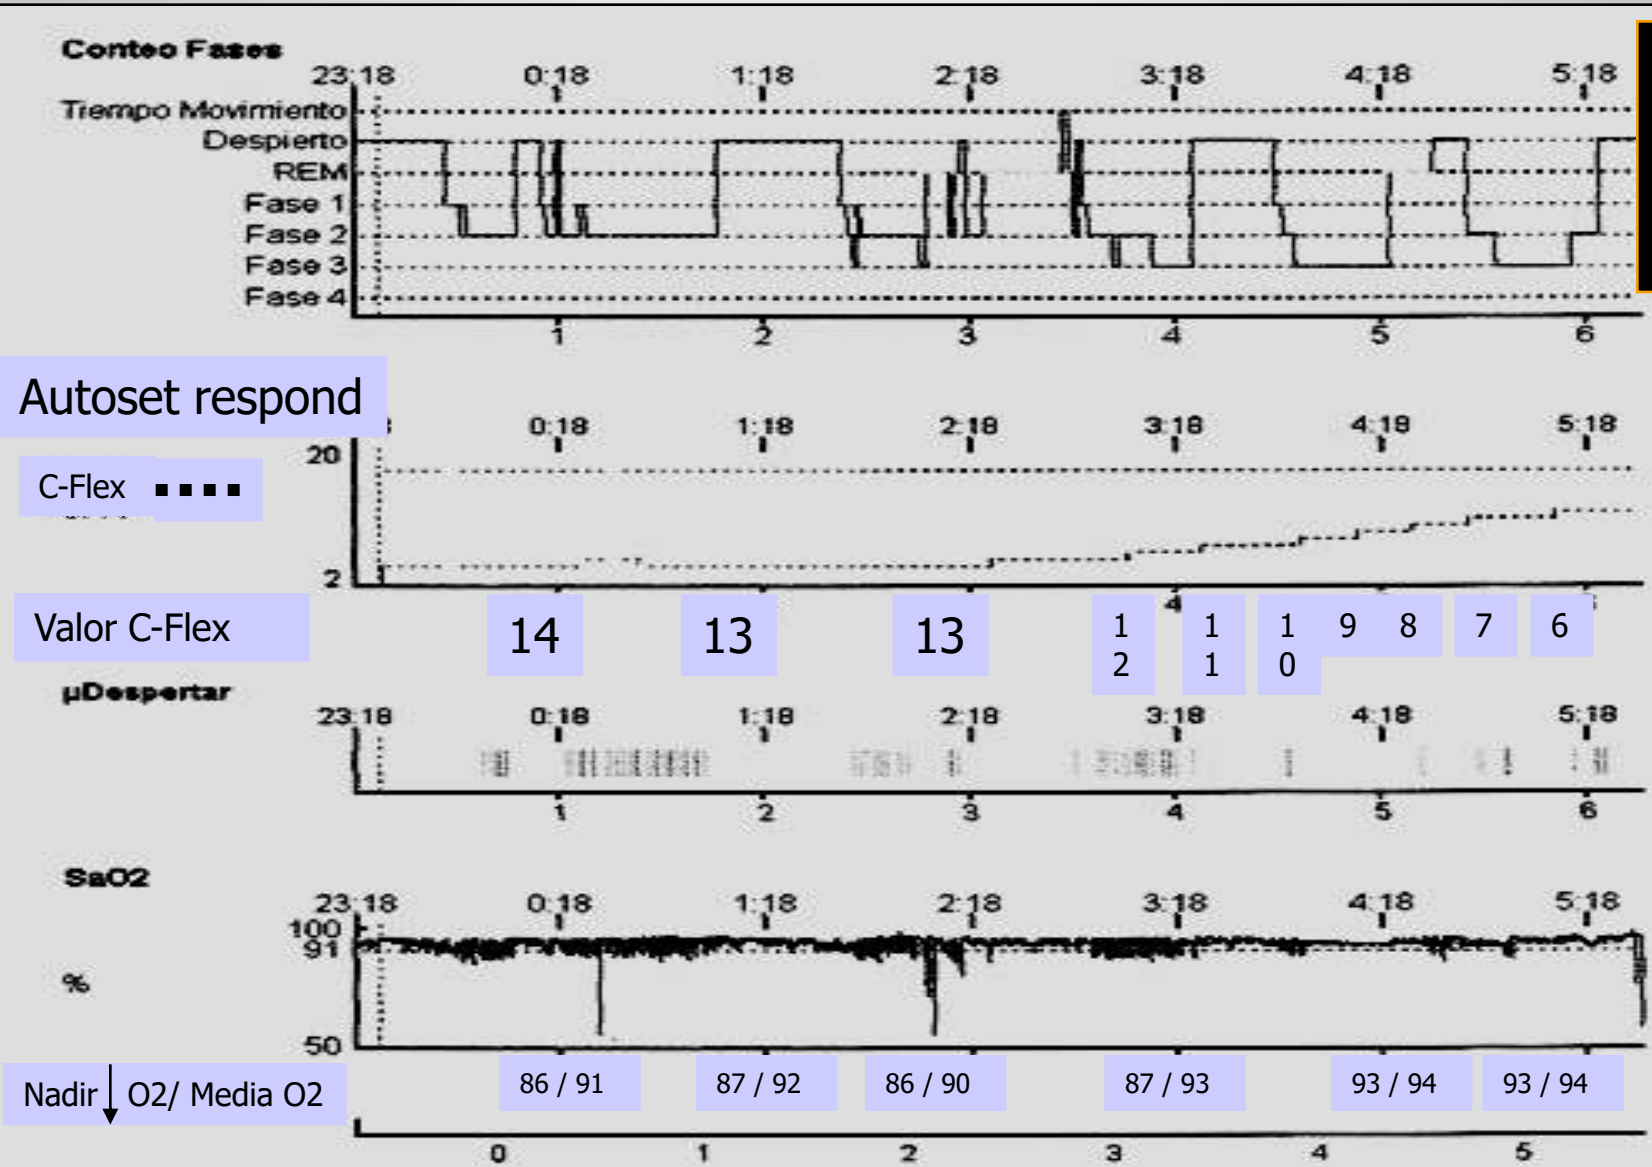 Conteo Fases
23:18 0:18 1:18 2:18 3:18 4:18 5:18
Tiempo Movimiento
Despierto
REM
Fase 1
Fase 2
Fase 3
Fase 4
1 2 3 4 5 6
Autoset respond
0:18 1:18 2:18 3:18 4:18 5:18
20
C-Flex
2
4
Valor C-Flex 14 13 13 12 11 10 9 8 7 6
µDespertar
23:18 0:18 1:18 2:18 3:18 4:18 5:18
1 2 3 4 5 6
SaO2
23:18 0:18 1:18 2:18 3:18 4:18 5:18
100
91
%
50
Nadir O2/ Media O2 86 / 91 87 / 92 86 / 90 87 / 93 93 / 94 93 / 94
0 1 2 3 4 5